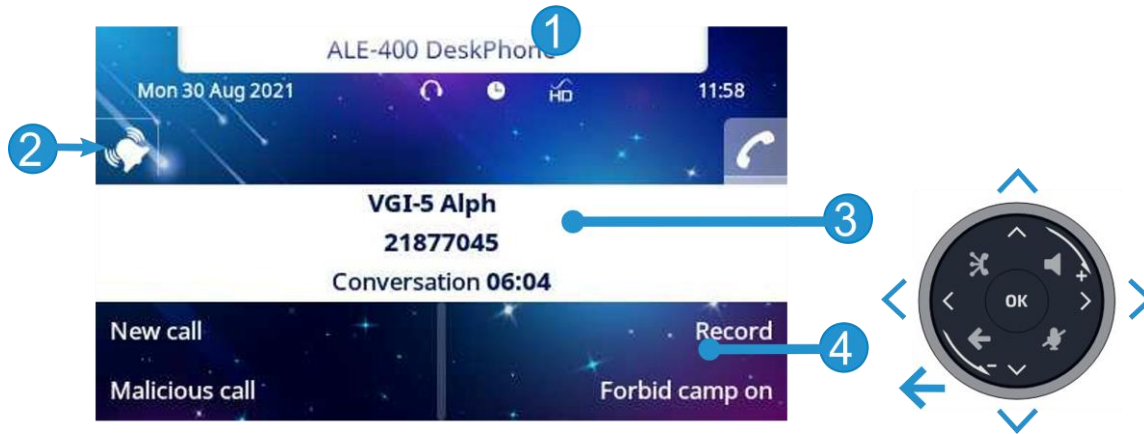 1
ALE-400 DeskPhone
Mon 30 Aug 2021 HD 11:58
2
VGI-5 Alph
3
21877045
Conversation 06:04
New call Record
4
Malicious call Forbid camp on
+
OK
-